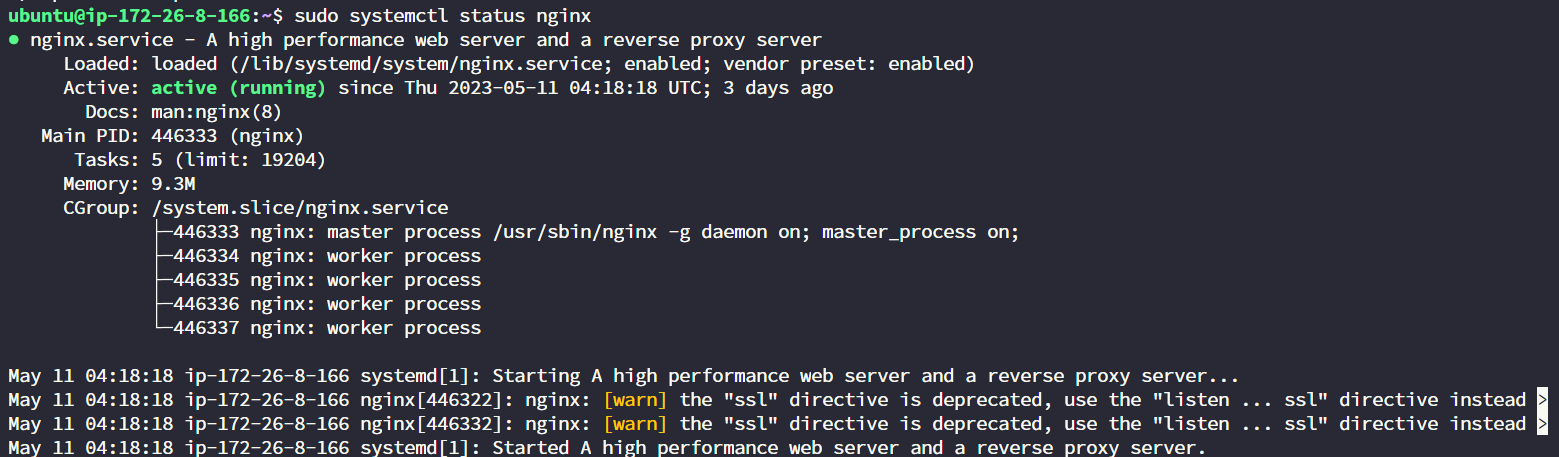 ubuntu@ip-172-26-8-166:~$ sudo systemctl status nginx
● nginx.service - A high performance web server and a reverse proxy server
     Loaded: loaded (/lib/systemd/system/nginx.service; enabled; vendor preset: enabled)
     Active: active (running) since Thu 2023-05-11 04:18:18 UTC; 3 days ago
       Docs: man:nginx(8)
   Main PID: 446333 (nginx)
      Tasks: 5 (limit: 19204)
     Memory: 9.3M
     CGroup: /system.slice/nginx.service
             ├─446333 nginx: master process /usr/sbin/nginx -g daemon on; master_process on;
             ├─446334 nginx: worker process
             ├─446335 nginx: worker process
             ├─446336 nginx: worker process
             └─446337 nginx: worker process
May 11 04:18:18 ip-172-26-8-166 systemd[1]: Starting A high performance web server and a reverse proxy server...
May 11 04:18:18 ip-172-26-8-166 nginx[446322]: nginx: [warn] the "ssl" directive is deprecated, use the "listen ... ssl" directive instead >
May 11 04:18:18 ip-172-26-8-166 nginx[446332]: nginx: [warn] the "ssl" directive is deprecated, use the "listen ... ssl" directive instead >
May 11 04:18:18 ip-172-26-8-166 systemd[1]: Started A high performance web server and a reverse proxy server.